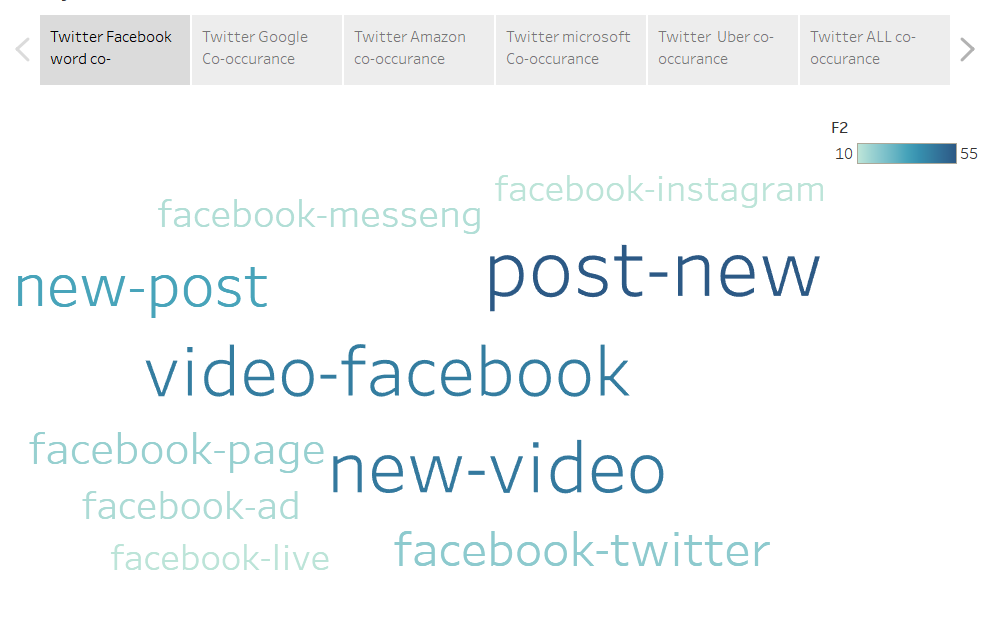 Twitter Facebook
word co-
Twitter Google
Co-occurance
Twitter Amazon
co-occurance
Twitter microsoft
Co-occurance
Twitter Uber co-
occurance
Twitter ALL co-
occurance
F2
10 55
facebook-instagram
facebook-messeng
post-new
new-post
video-facebook
facebook-page
new-video
facebook-ad
facebook-twitter
facebook-live